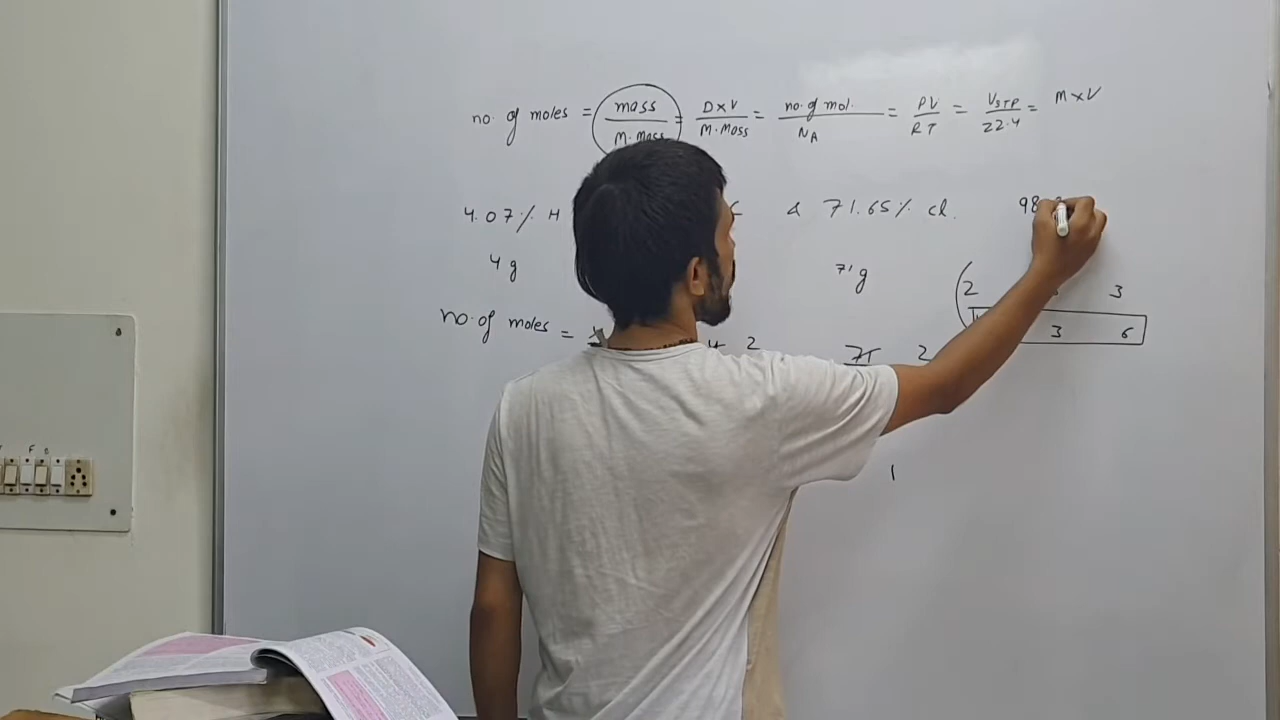 no. of moles = mass / M. Mass = D x V / M. Mass = no. of mol. / NA = PV / RT = VSTP / 22.4 = M x V
4.07% H & 71.65% cl. 98
4 g 71 g (2 3
no. of moles = 2 71 2 3 6
1